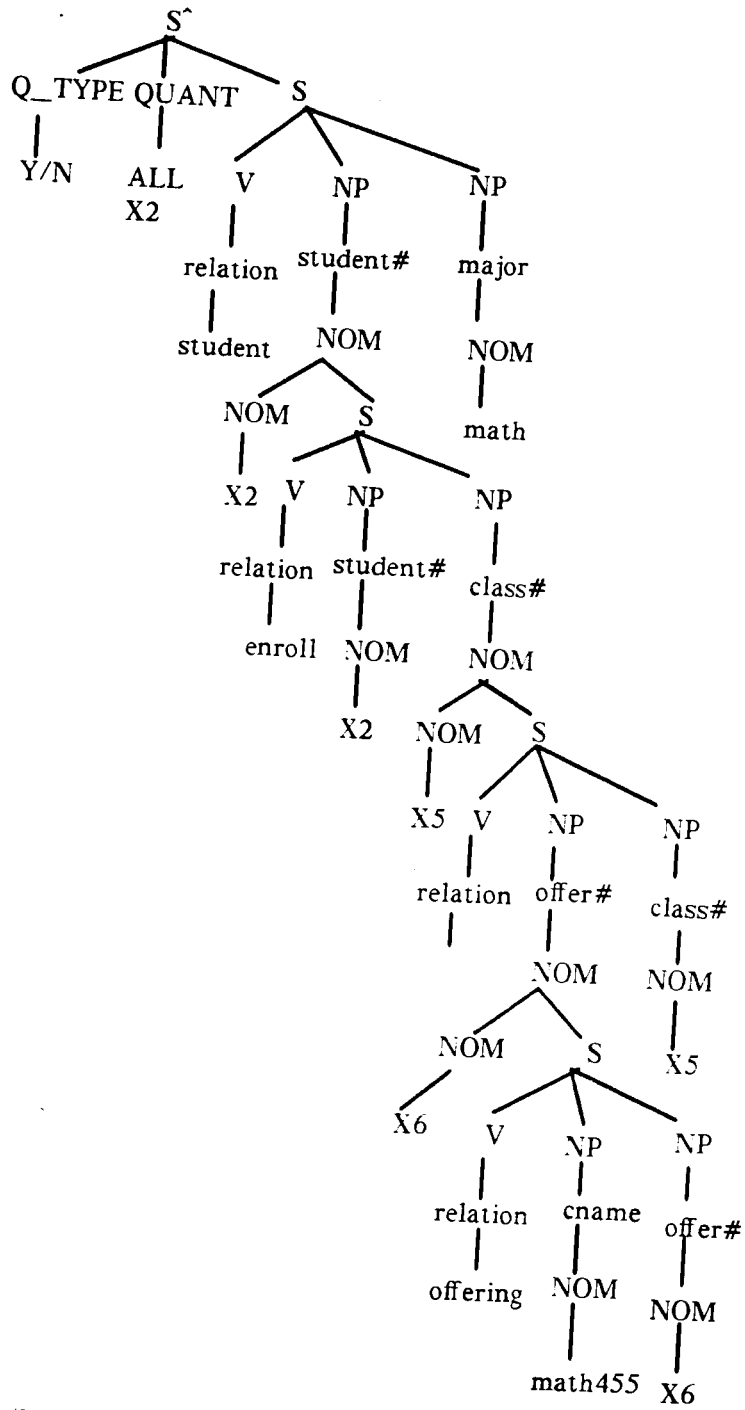 S^
Q_TYPE QUANT S
Y/N ALL V NP NP
X2
relation student# major
student NOM NOM
NOM S math
X2 V NP NP
relation student# class#
enroll NOM NOM
X2 NOM S
X5 V NP NP
relation offer# class#
NOM NOM
NOM S X5
X6 V NP NP
relation cname offer#
offering NOM NOM
math455 X6